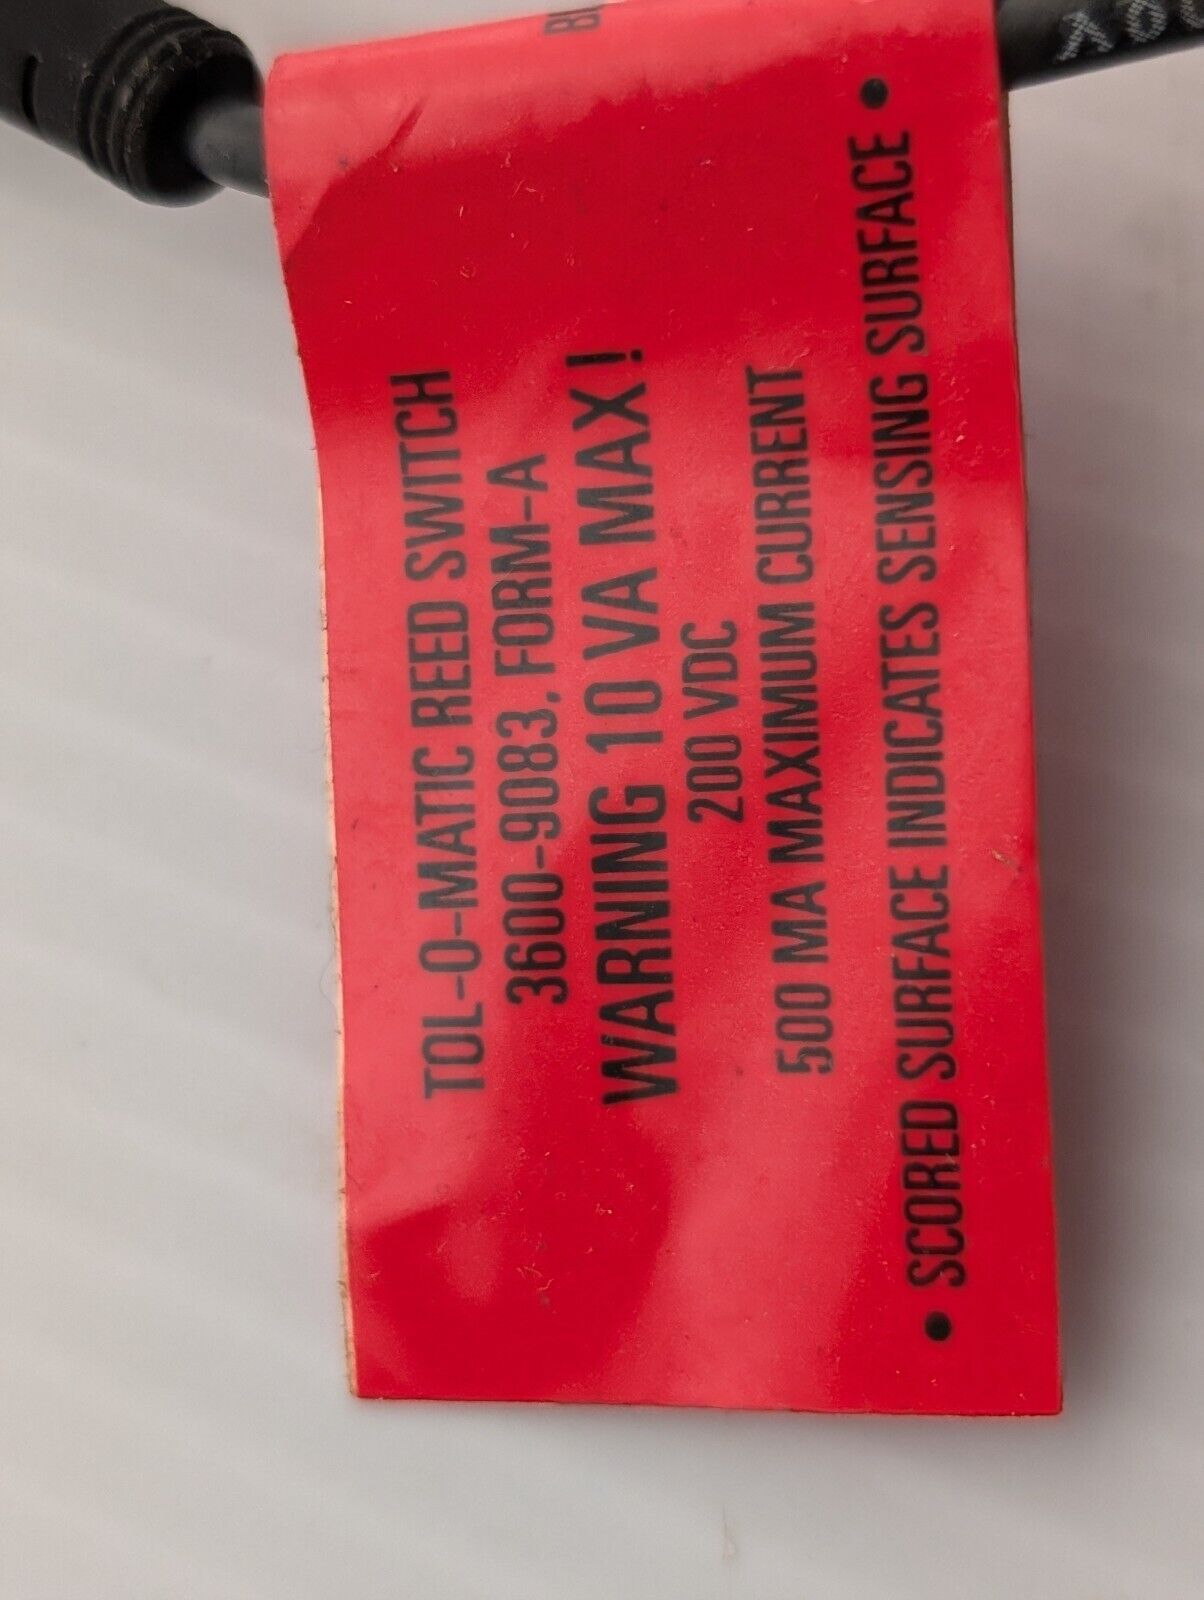 TOL-O-MATIC REED SWITCH
3600-9083, FORM-A
WARNING 10 VA MAX!
200 VDC
500 MA MAXIMUM CURRENT
• SCORED SURFACE INDICATES SENSING SURFACE •